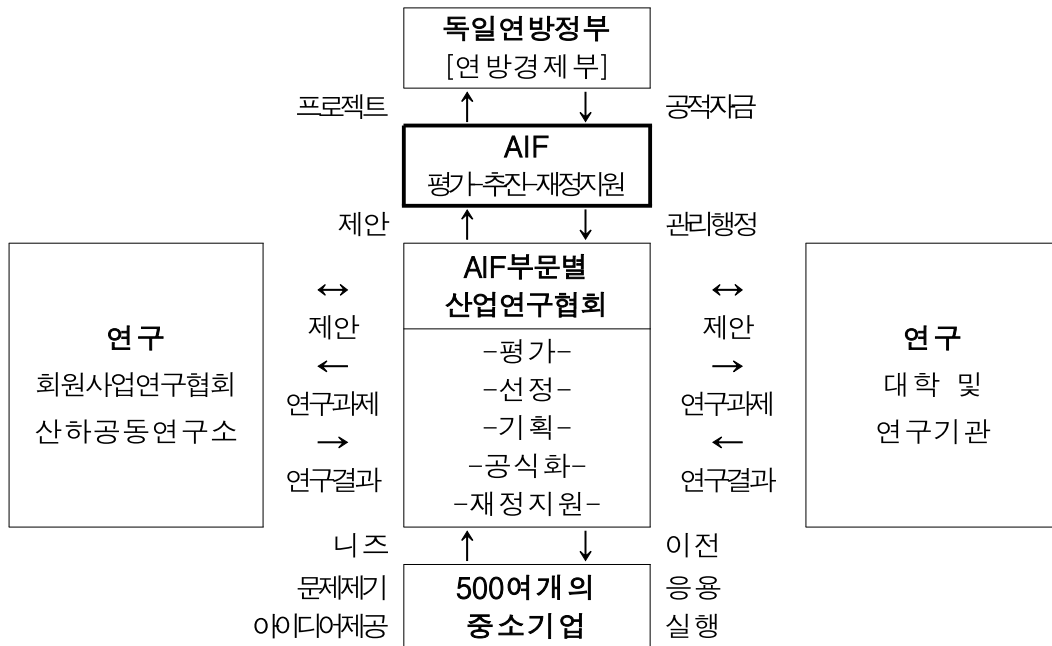 독일연방정부
[연방경제부]
프로젝트 ↑ ↓ 공적자금
AIF
평가-추진-재정지원
제안 ↑ ↓ 관리행정
연구
회원사업연구협회
산하공동연구소
↔
제안
←
연구과제
→
연구결과
AIF부문별
산업연구협회
-평가-
-선정-
-기획-
-공식화-
-재정지원-
↔
제안
→
연구과제
←
연구결과
연구
대학 및
연구기관
니즈 ↑ ↓ 이전
문제제기
아이디어제공
500여개의
중소기업
응용
실행